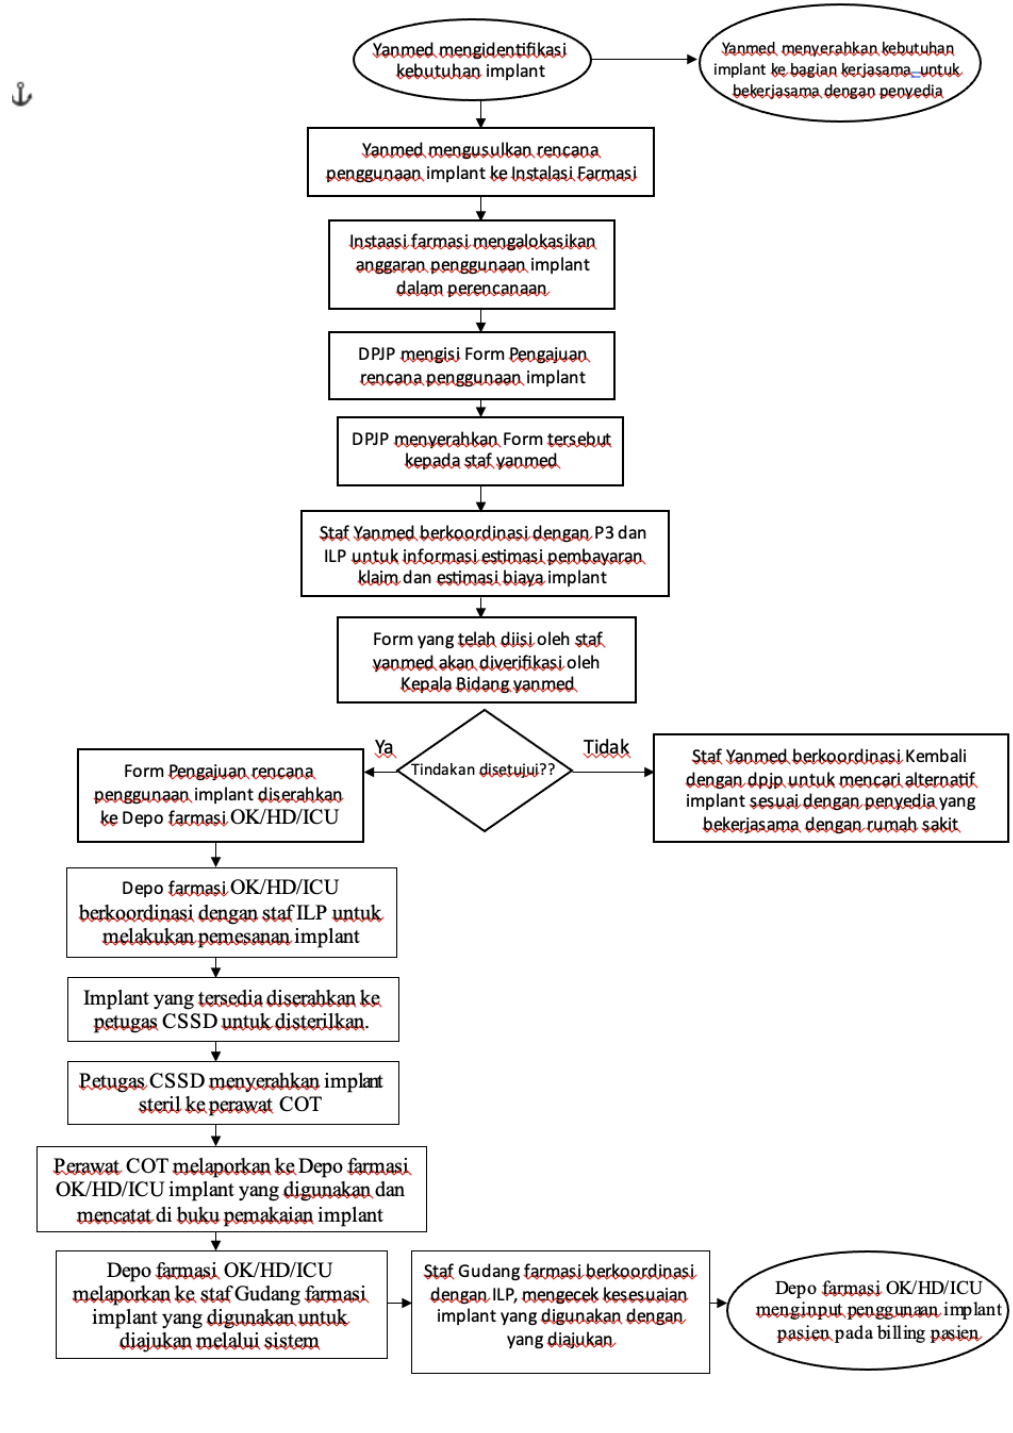 Yanmed mengidentifikasi
kebutuhan implant
Yanmed menyerahkan kebutuhan
implant ke bagian kerjasama untuk
bekerjasama dengan penyedia
Yanmed mengusulkan rencana
penggunaan implant ke Instalasi Farmasi
Instaasi farmasi mengalokasikan
anggaran penggunaan implant
dalam perencanaan
DPJP mengisi Form Pengajuan
rencana penggunaan implant
DPJP menyerahkan Form tersebut
kepada staf yanmed
Staf Yanmed berkoordinasi dengan P3 dan
ILP untuk informasi estimasi pembayaran
klaim dan estimasi biaya implant
Form yang telah diisi oleh staf
yanmed akan diverifikasi oleh
Kepala Bidang yanmed
Tindakan disetujui??
Ya
Tidak
Form Pengajuan rencana
penggunaan implant diserahkan
ke Depo farmasi OK/HD/ICU
Staf Yanmed berkoordinasi Kembali
dengan dpjp untuk mencari alternatif
implant sesuai dengan penyedia yang
bekerjasama dengan rumah sakit
Depo farmasi OK/HD/ICU
berkoordinasi dengan staf ILP untuk
melakukan pemesanan implant
Implant yang tersedia diserahkan ke
petugas CSSD untuk disterilkan.
Petugas CSSD menyerahkan implant
steril ke perawat COT
Perawat COT melaporkan ke Depo farmasi
OK/HD/ICU implant yang digunakan dan
mencatat di buku pemakaian implant
Depo farmasi OK/HD/ICU
melaporkan ke staf Gudang farmasi
implant yang digunakan untuk
diajukan melalui sistem
Staf Gudang farmasi berkoordinasi
dengan ILP, mengecek kesesuaian
implant yang digunakan dengan
yang diajukan
Depo farmasi OK/HD/ICU
menginput penggunaan implant
pasien pada billing pasien